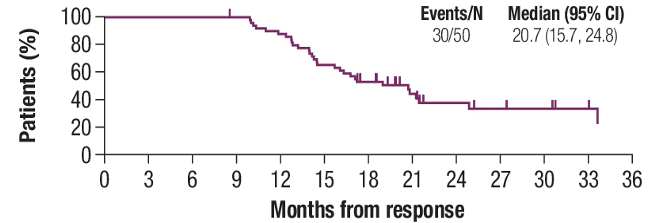 Events/N Median (95% CI)
30/50 20.7 (15.7, 24.8)
Patients (%)
100
80
60
40
20
0
0 3 6 9 12 15 18 21 24 27 30 33 36
Months from response